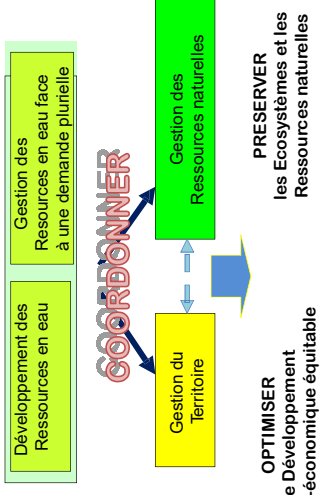 Développement des
Ressources en eau
Gestion des
Resources en eau face
à une demande plurielle
COORDONNER
Gestion du
Territoire
Gestion des
Ressources naturelles
OPTIMISER
e Développement
-économique équitable
PRESERVER
les Ecosystèmes et les
Ressources naturelles